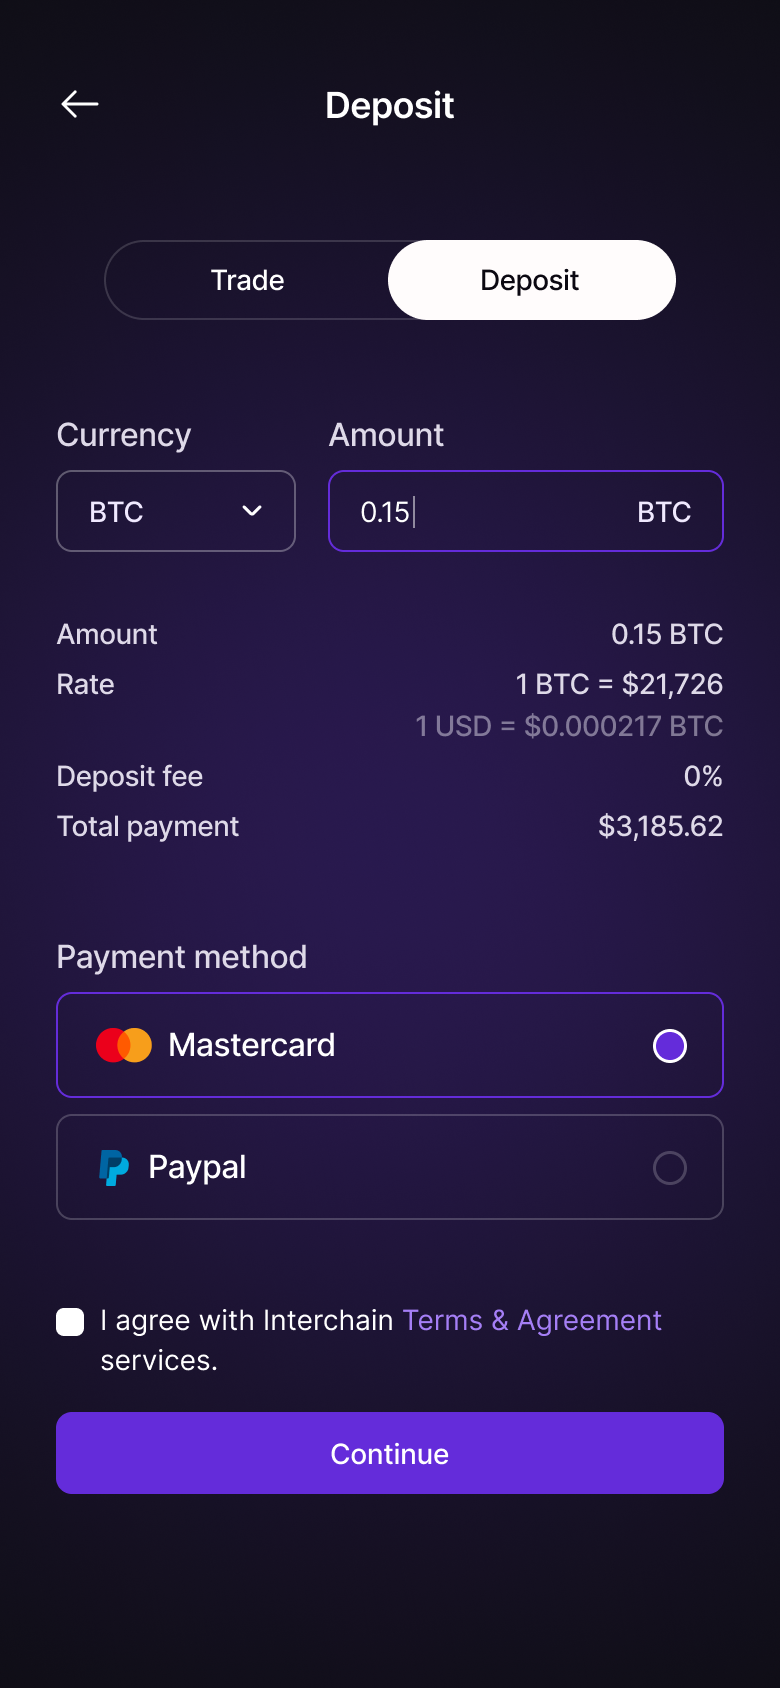 Deposit
Trade
Deposit
Currency
Amount
BTC
0.15
BTC
Amount
0.15 BTC
Rate
1 BTC = $21,726
1 USD = $0.000217 BTC
Deposit fee
0%
Total payment
$3,185.62
Payment method
Mastercard
Paypal
I agree with Interchain Terms & Agreement
services.
Continue